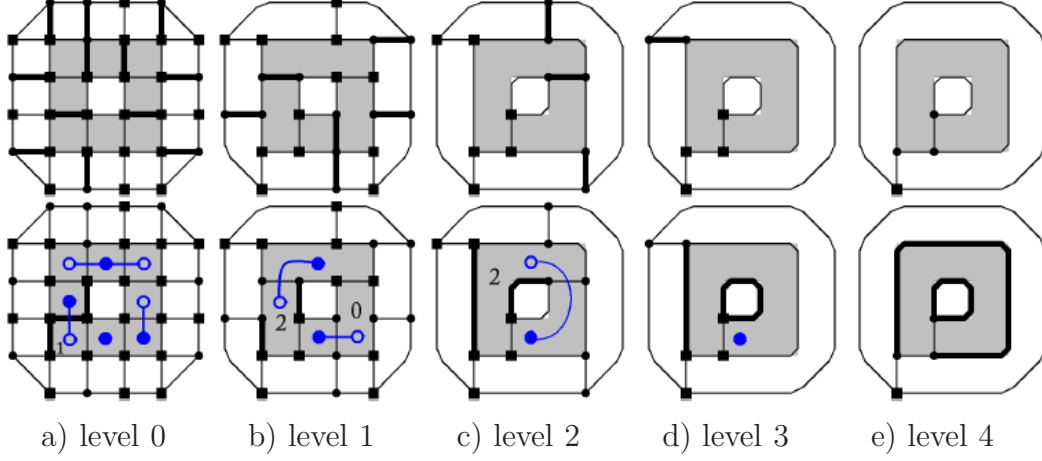 1
2
0
2
a) level 0
b) level 1
c) level 2
d) level 3
e) level 4